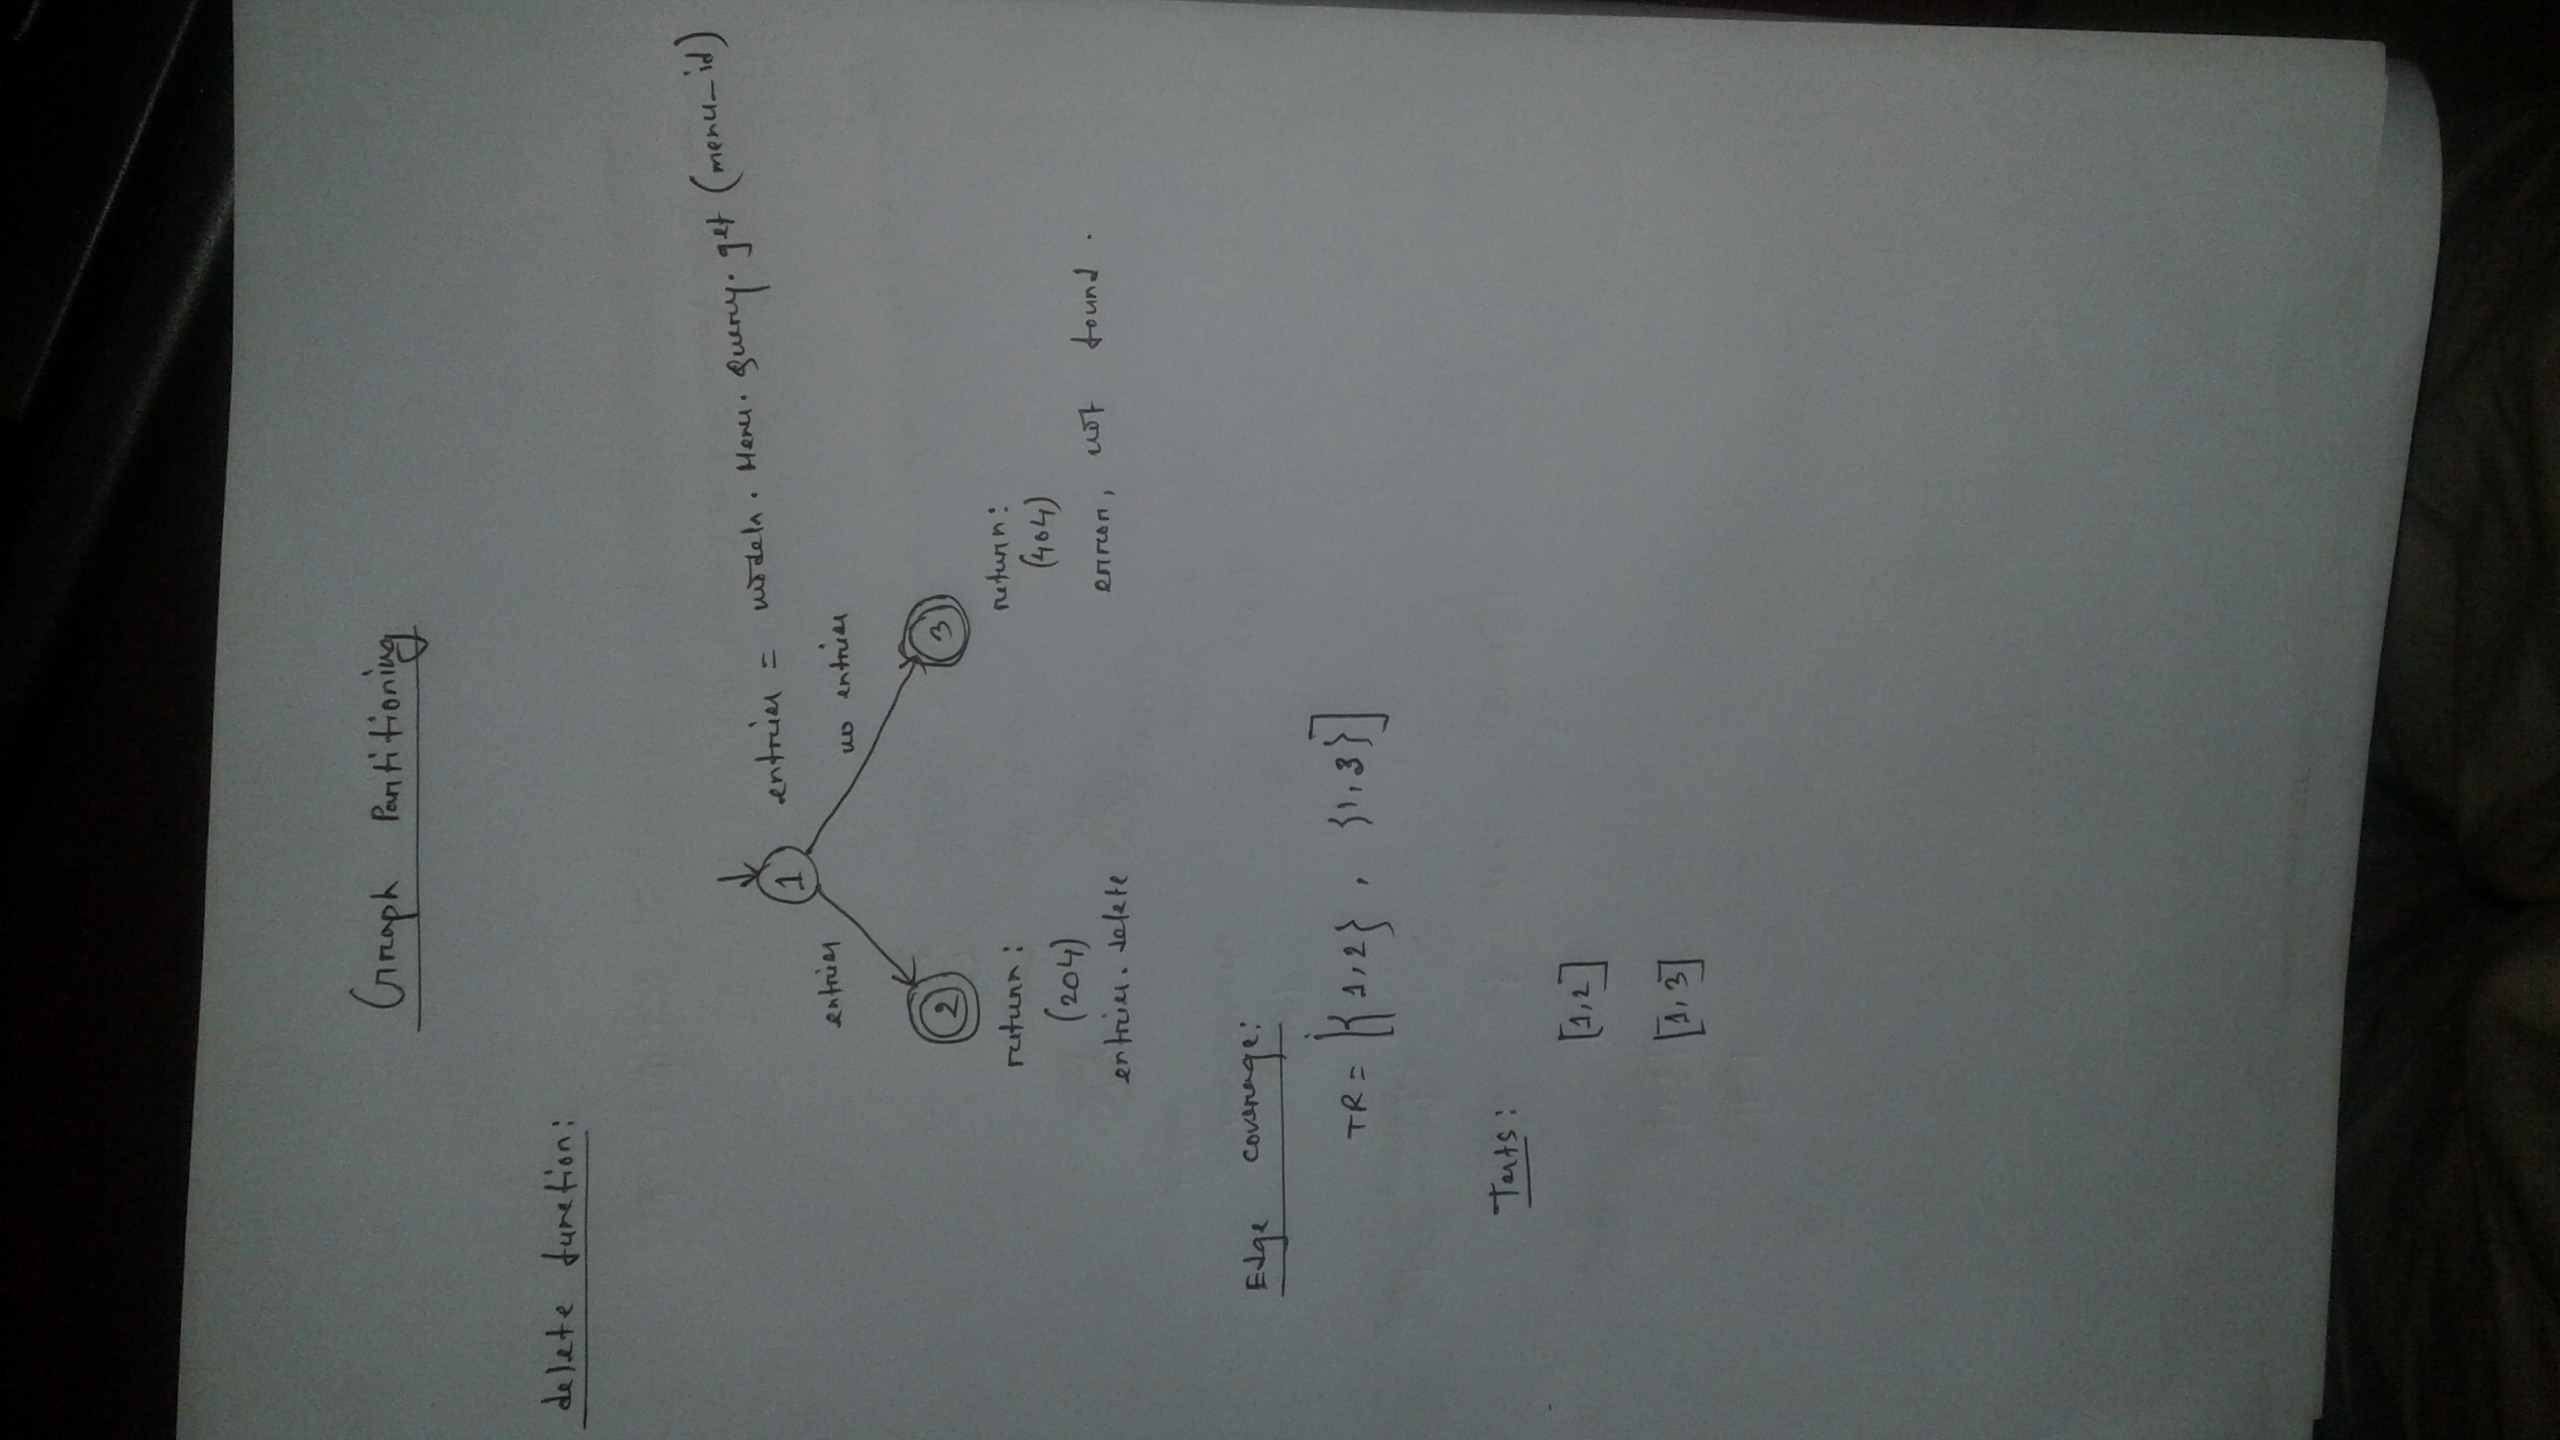 Graph Partitioning
delete function:
1 entries = models.Menu.Query.get (menu_id)
entries no entries
2 3
return: return:
(204) (404)
entries.delete error, not found.
Edge coverage:
TR = [{1,2}, {1,3}]
Tests:
[1,2]
[1,3]